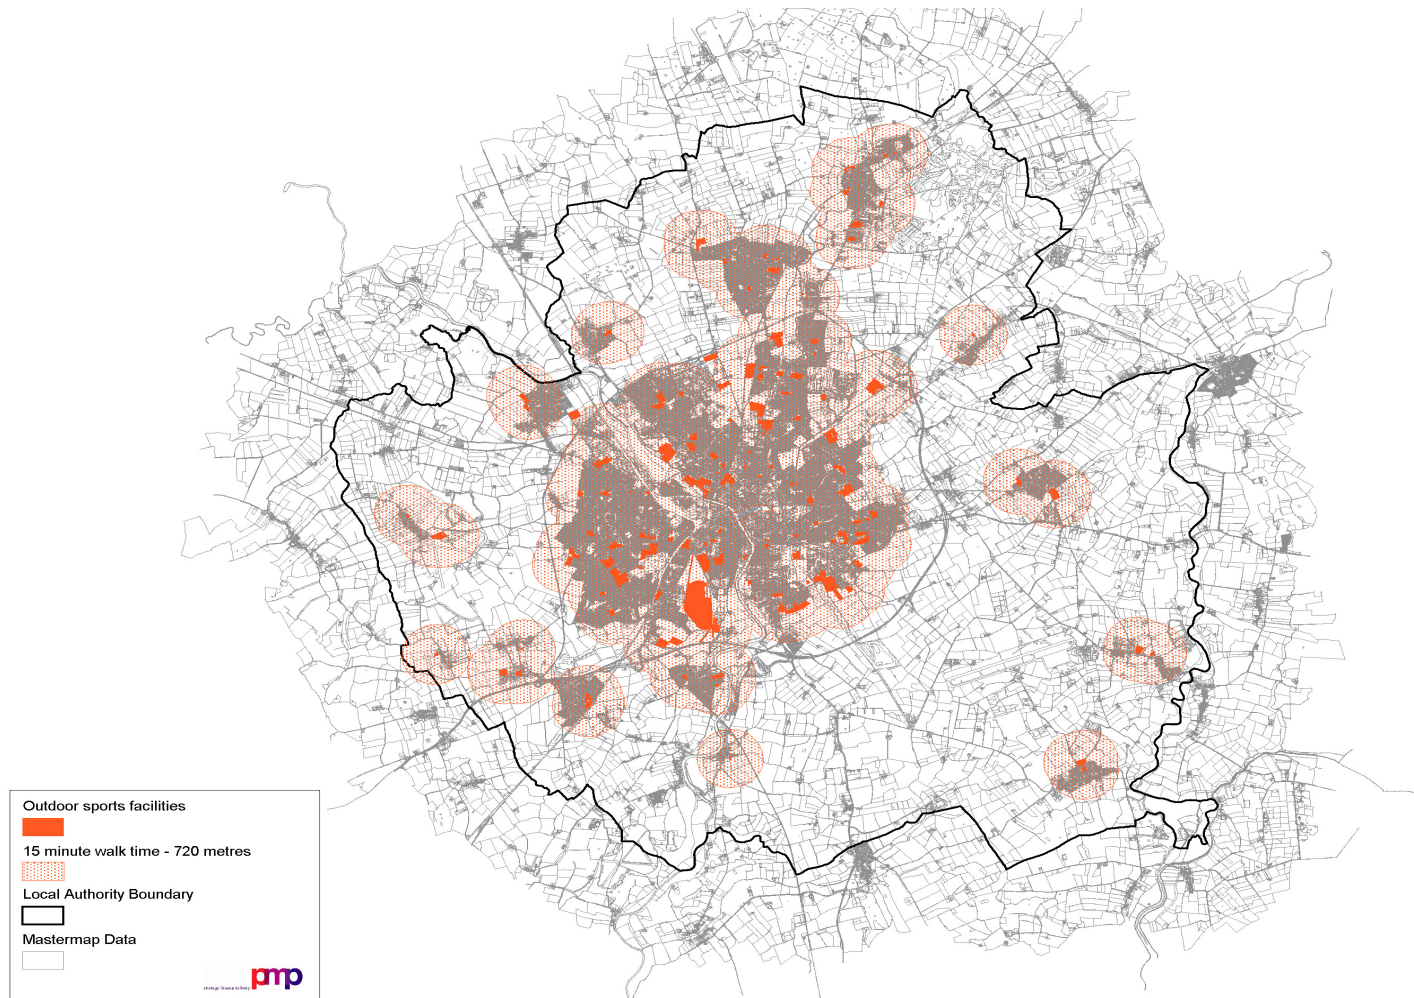 Outdoor sports facilities
15 minute walk time - 720 metres
Local Authority Boundary
Mastermap Data
pmp